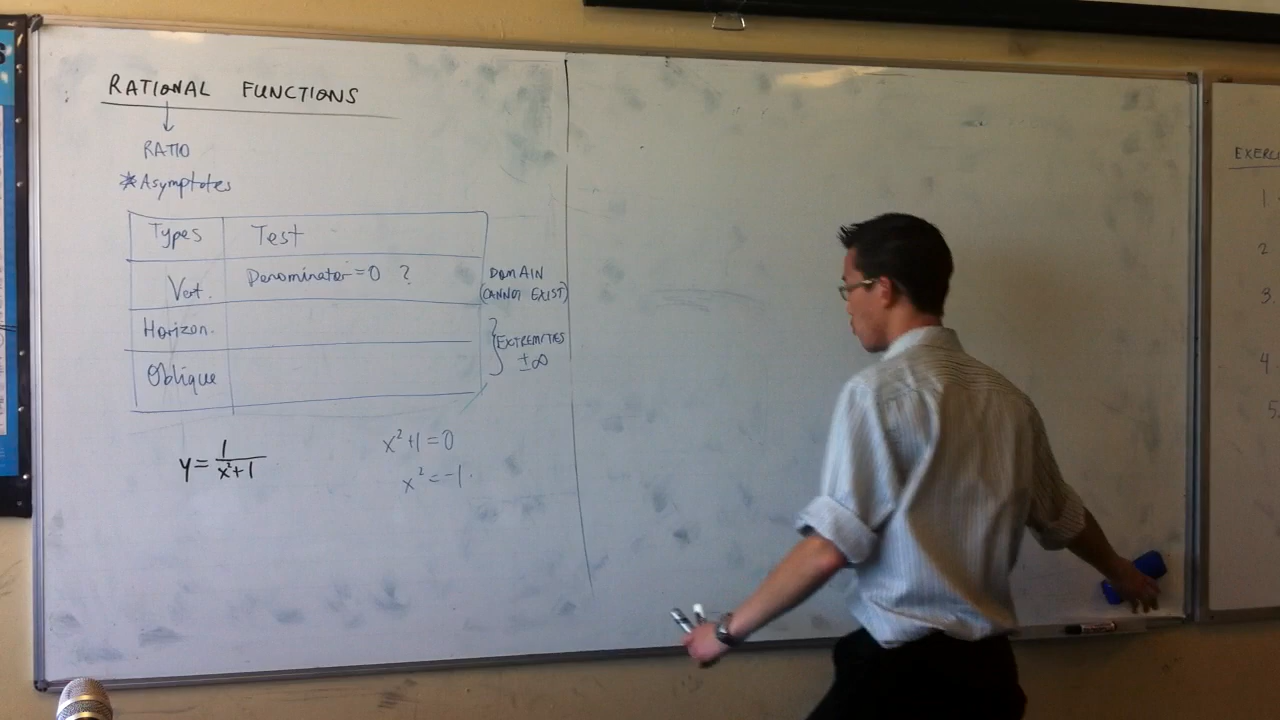 RATIONAL FUNCTIONS
RATIO
*Asymptotes
Types Test
Vert. Denominator = 0 ?
DOMAIN
(CANNOT EXIST)
Horizon.
Oblique
} EXTREMITIES
±∞
y = 1/(x²+1)
x²+1=0
x²=-1.
1.
2
3.
4.
5